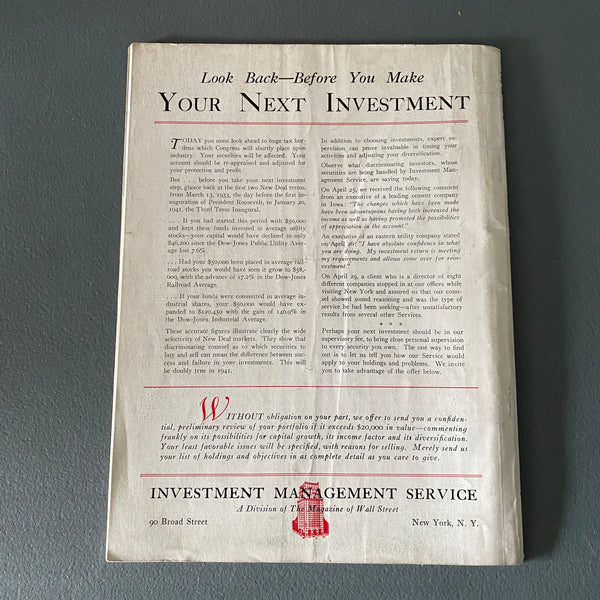 Look Back—Before You Make
YOUR NEXT INVESTMENT
TODAY you must look ahead to huge tax bur-
dens which Congress will shortly place upon
industry. Your securities will be affected. Your
account should be re-appraised and adjusted for
your protection and profit.
But . . . before you take your investment
step, glance back at the first two New Deal terms,
from March 13, 1933, the day before the first in-
auguration of President Roosevelt, to January 20,
1941, the Third Term Inaugural.
. . . If you had started this period with $50,000
and kept these funds invested in average utility
stocks—your capital would have declined as only
$46,200 since the Dow-Jones Public Utility Aver-
age lost 7.6%.
. . . Had your $50,000 been placed in average rail-
road stocks you would have seen it grow to $58,-
605, with the advance of 17.2% in the Dow-Jones
Railroad Average.
. . . If your funds were committed in average in-
dustrial shares, your $50,000 would have ex-
panded to $120,450 with the gain of 140.9% in
the Dow-Jones Industrial Average.
These accurate figures illustrate clearly the wide
selectivity of New Deal markets. They show that
discriminating counsel as to which securities to
buy and sell can mean the difference between suc-
cess and failure in your investments. This will
be doubly true in 1941.
In addition to choosing investments, expert su-
pervision can prove invaluable in timing your
activities and adjusting your diversification.
Observe what discriminating investors, whose
securities are being handled by Investment Man-
agement Service, are saying today.
On April 25, we received the following comment
from an executive of a leading cement company
in Iowa: "The changes which have been made
have been advantageous having both increased the
income as well as having promoted the possibilities
of appreciation in the account."
An executive of an eastern utility company stated
on April 26: "I have absolute confidence in what
you are doing. My investment return is meeting
my requirements and allows some over for rein-
vestment."
On April 29, a client who is a director of eight
different companies stopped in at our offices while
visiting New York and assured us that our coun-
sel showed sound reasoning and was the type of
service he had been seeking—after unsatisfactory
results from several other Services.
* * *
Perhaps your next investment should be in our
supervisory fee, to bring close personal supervision
to every security you own. The one way to find
out is to let us tell you how our Service would
apply to your holdings and problems. We invite
you to take advantage of the offer below.
WITHOUT obligation on your part, we offer to send you a confiden-
tial, preliminary review of your portfolio if it exceeds $20,000 in value—commenting
frankly on its possibilities for capital growth, its income factor and its diversification.
Your least favorable issues will be specified, with reasons for selling. Merely send us
your list of holdings and objectives in as complete detail as you care to give.
INVESTMENT MANAGEMENT SERVICE
A Division of The Magazine of Wall Street
90 Broad Street New York, N. Y.